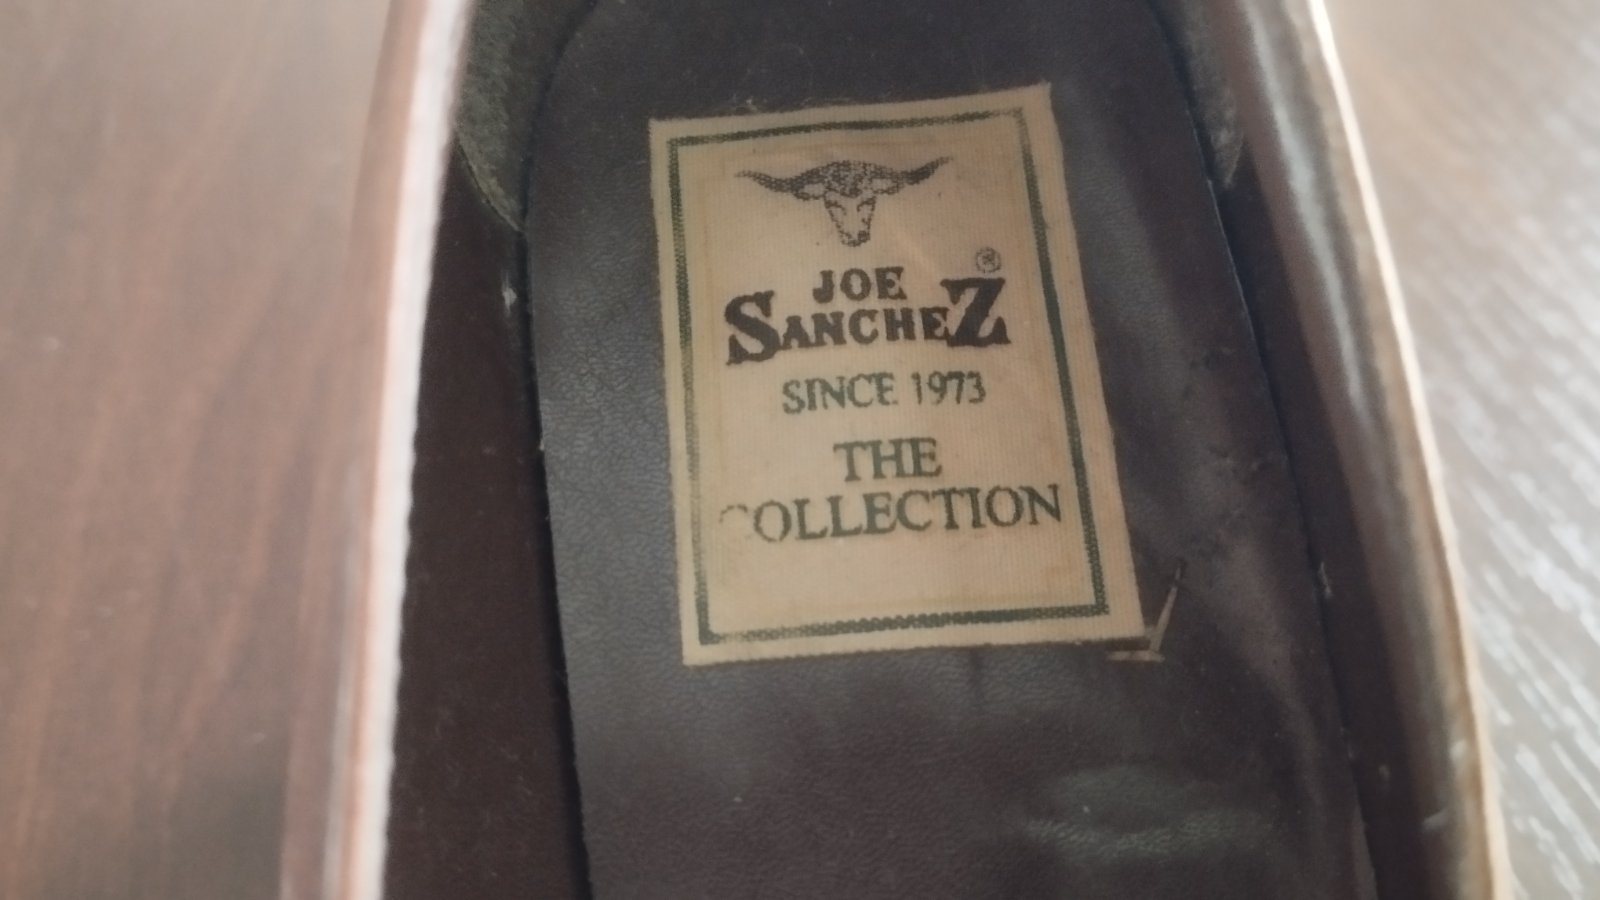 JOE
SANCHEZ ®
SINCE 1973
THE
COLLECTION